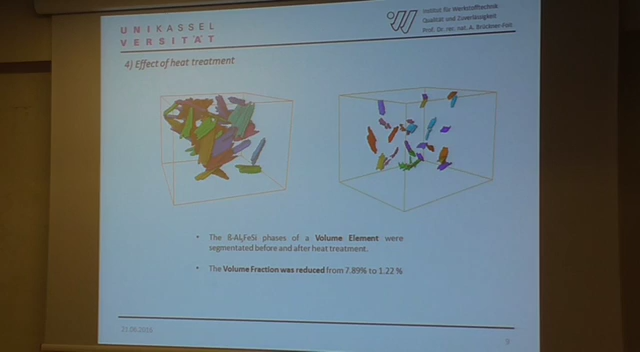 UNIKASSEL
VERSITÄT
Institut für Werkstofftechnik
Qualität und Zuverlässigkeit
Prof. Dr. rer. nat. A. Brückner-Foit
4) Effect of heat treatment
• The ß-Al5FeSi phases of a Volume Element were
segmentated before and after heat treatment.
• The Volume Fraction was reduced from 7.89% to 1.22 %